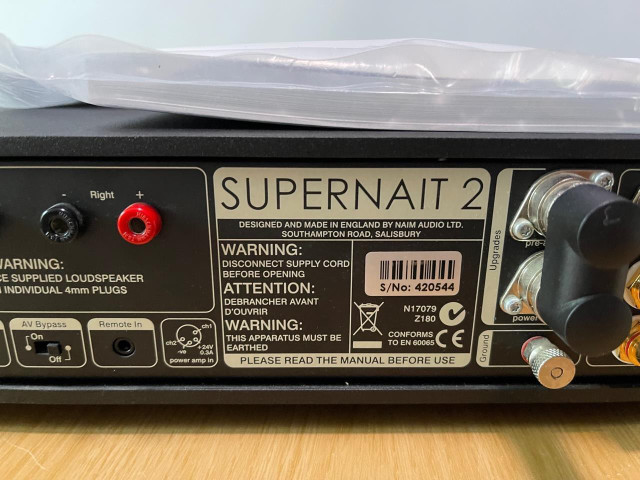 - Right +
SUPERNAIT 2
DESIGNED AND MADE IN ENGLAND BY NAIM AUDIO LTD.
SOUTHAMPTON ROAD, SALISBURY
WARNING:
DISCONNECT SUPPLY CORD
BEFORE OPENING
ATTENTION:
DEBRANCHER AVANT
D'OUVRIR
WARNING:
THIS APPARATUS MUST BE
EARTHED
S/No: 420544
N17079
Z180
CONFORMS
TO EN 60065
CE
PLEASE READ THE MANUAL BEFORE USE
WARNING:
SUPPLIED LOUDSPEAKER
INDIVIDUAL 4mm PLUGS
AV Bypass
On
Off
Remote In
ch1
ch2
-ve
+24V
0.3A
power amp in
Upgrades
power
Ground